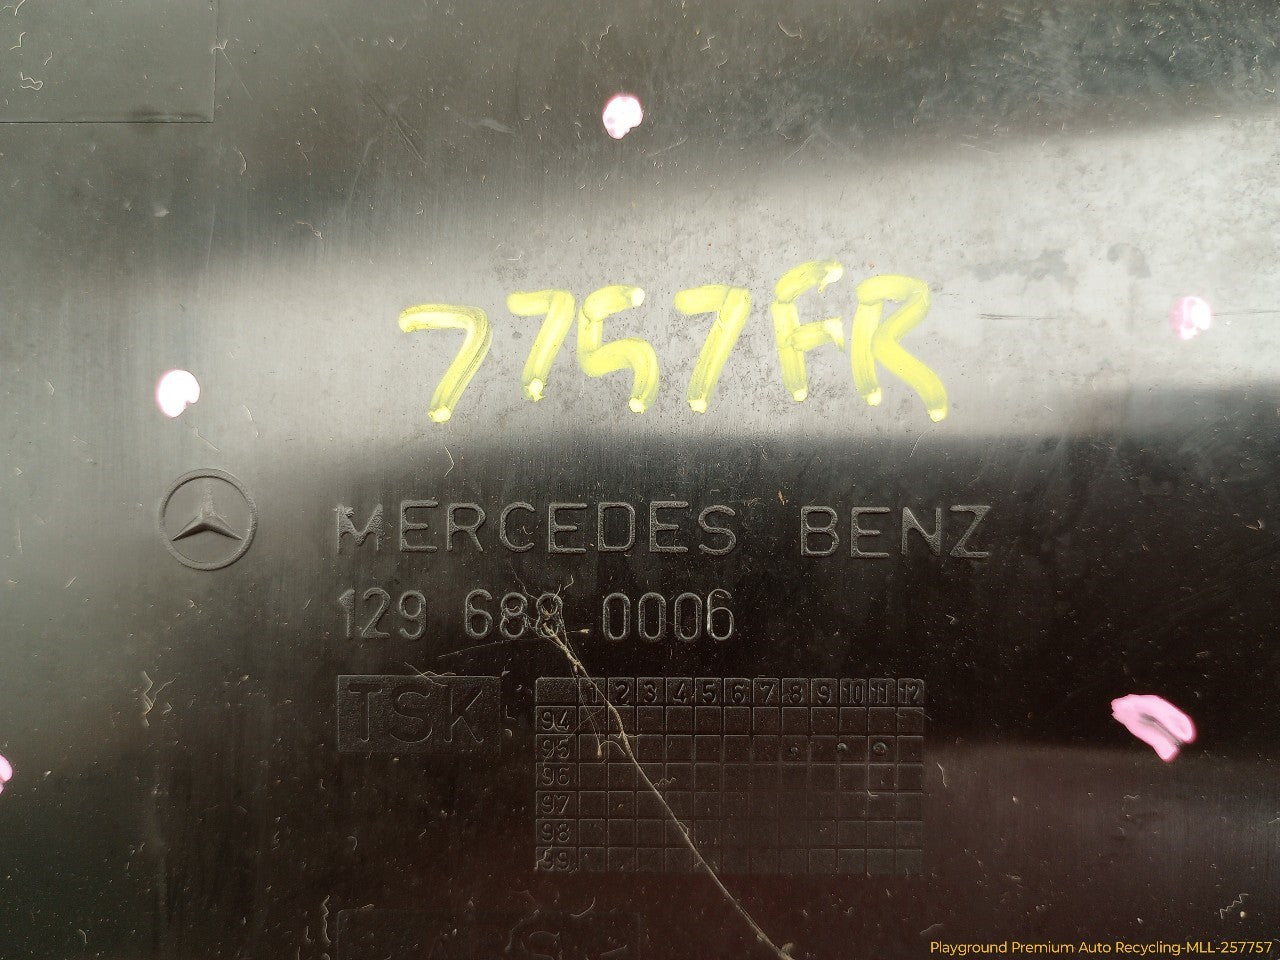 7757FR
MERCEDES BENZ
129 688 0006
TSK
1 2 3 4 5 6 7 8 9 10 11 12
94
95
96
97
98
99
Playground Premium Auto Recycling-MLL-257757